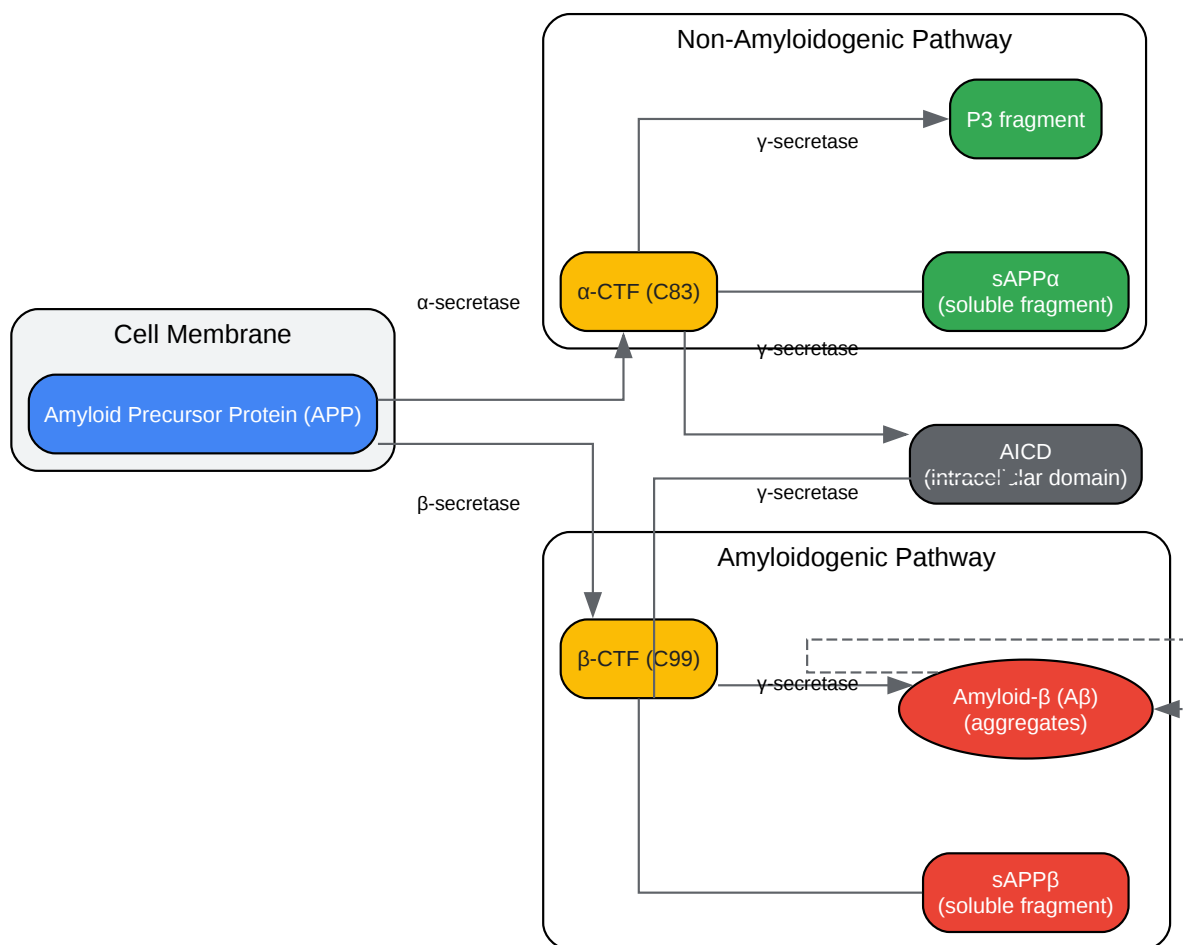 Non-Amyloidogenic Pathway
P3 fragment
γ-secretase
α-CTF (C83)
sAPPα
(soluble fragment)
α-secretase
γ-secretase
Cell Membrane
Amyloid Precursor Protein (APP)
AICD
domain)
γ-secretase
β-secretase
Amyloidogenic Pathway
β-CTF (C99)
γ-secretase
Amyloid-β (Aβ)
(aggregates)
sAPPβ
(soluble fragment)